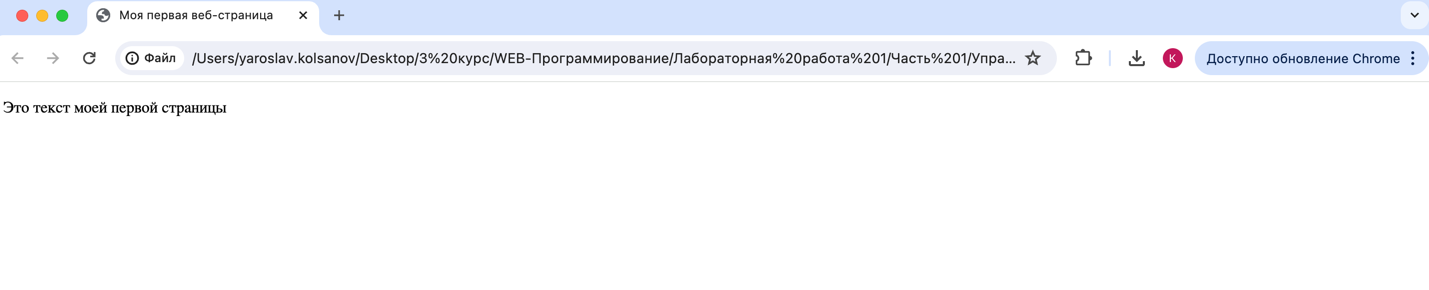 Моя первая веб-страница
Файл /Users/yaroslav.kolsanov/Desktop/3%20курс/WEB-Программирование/Лабораторная%20работа%201/Часть%201/Упра... К Доступно обновление Chrome
Это текст моей первой страницы